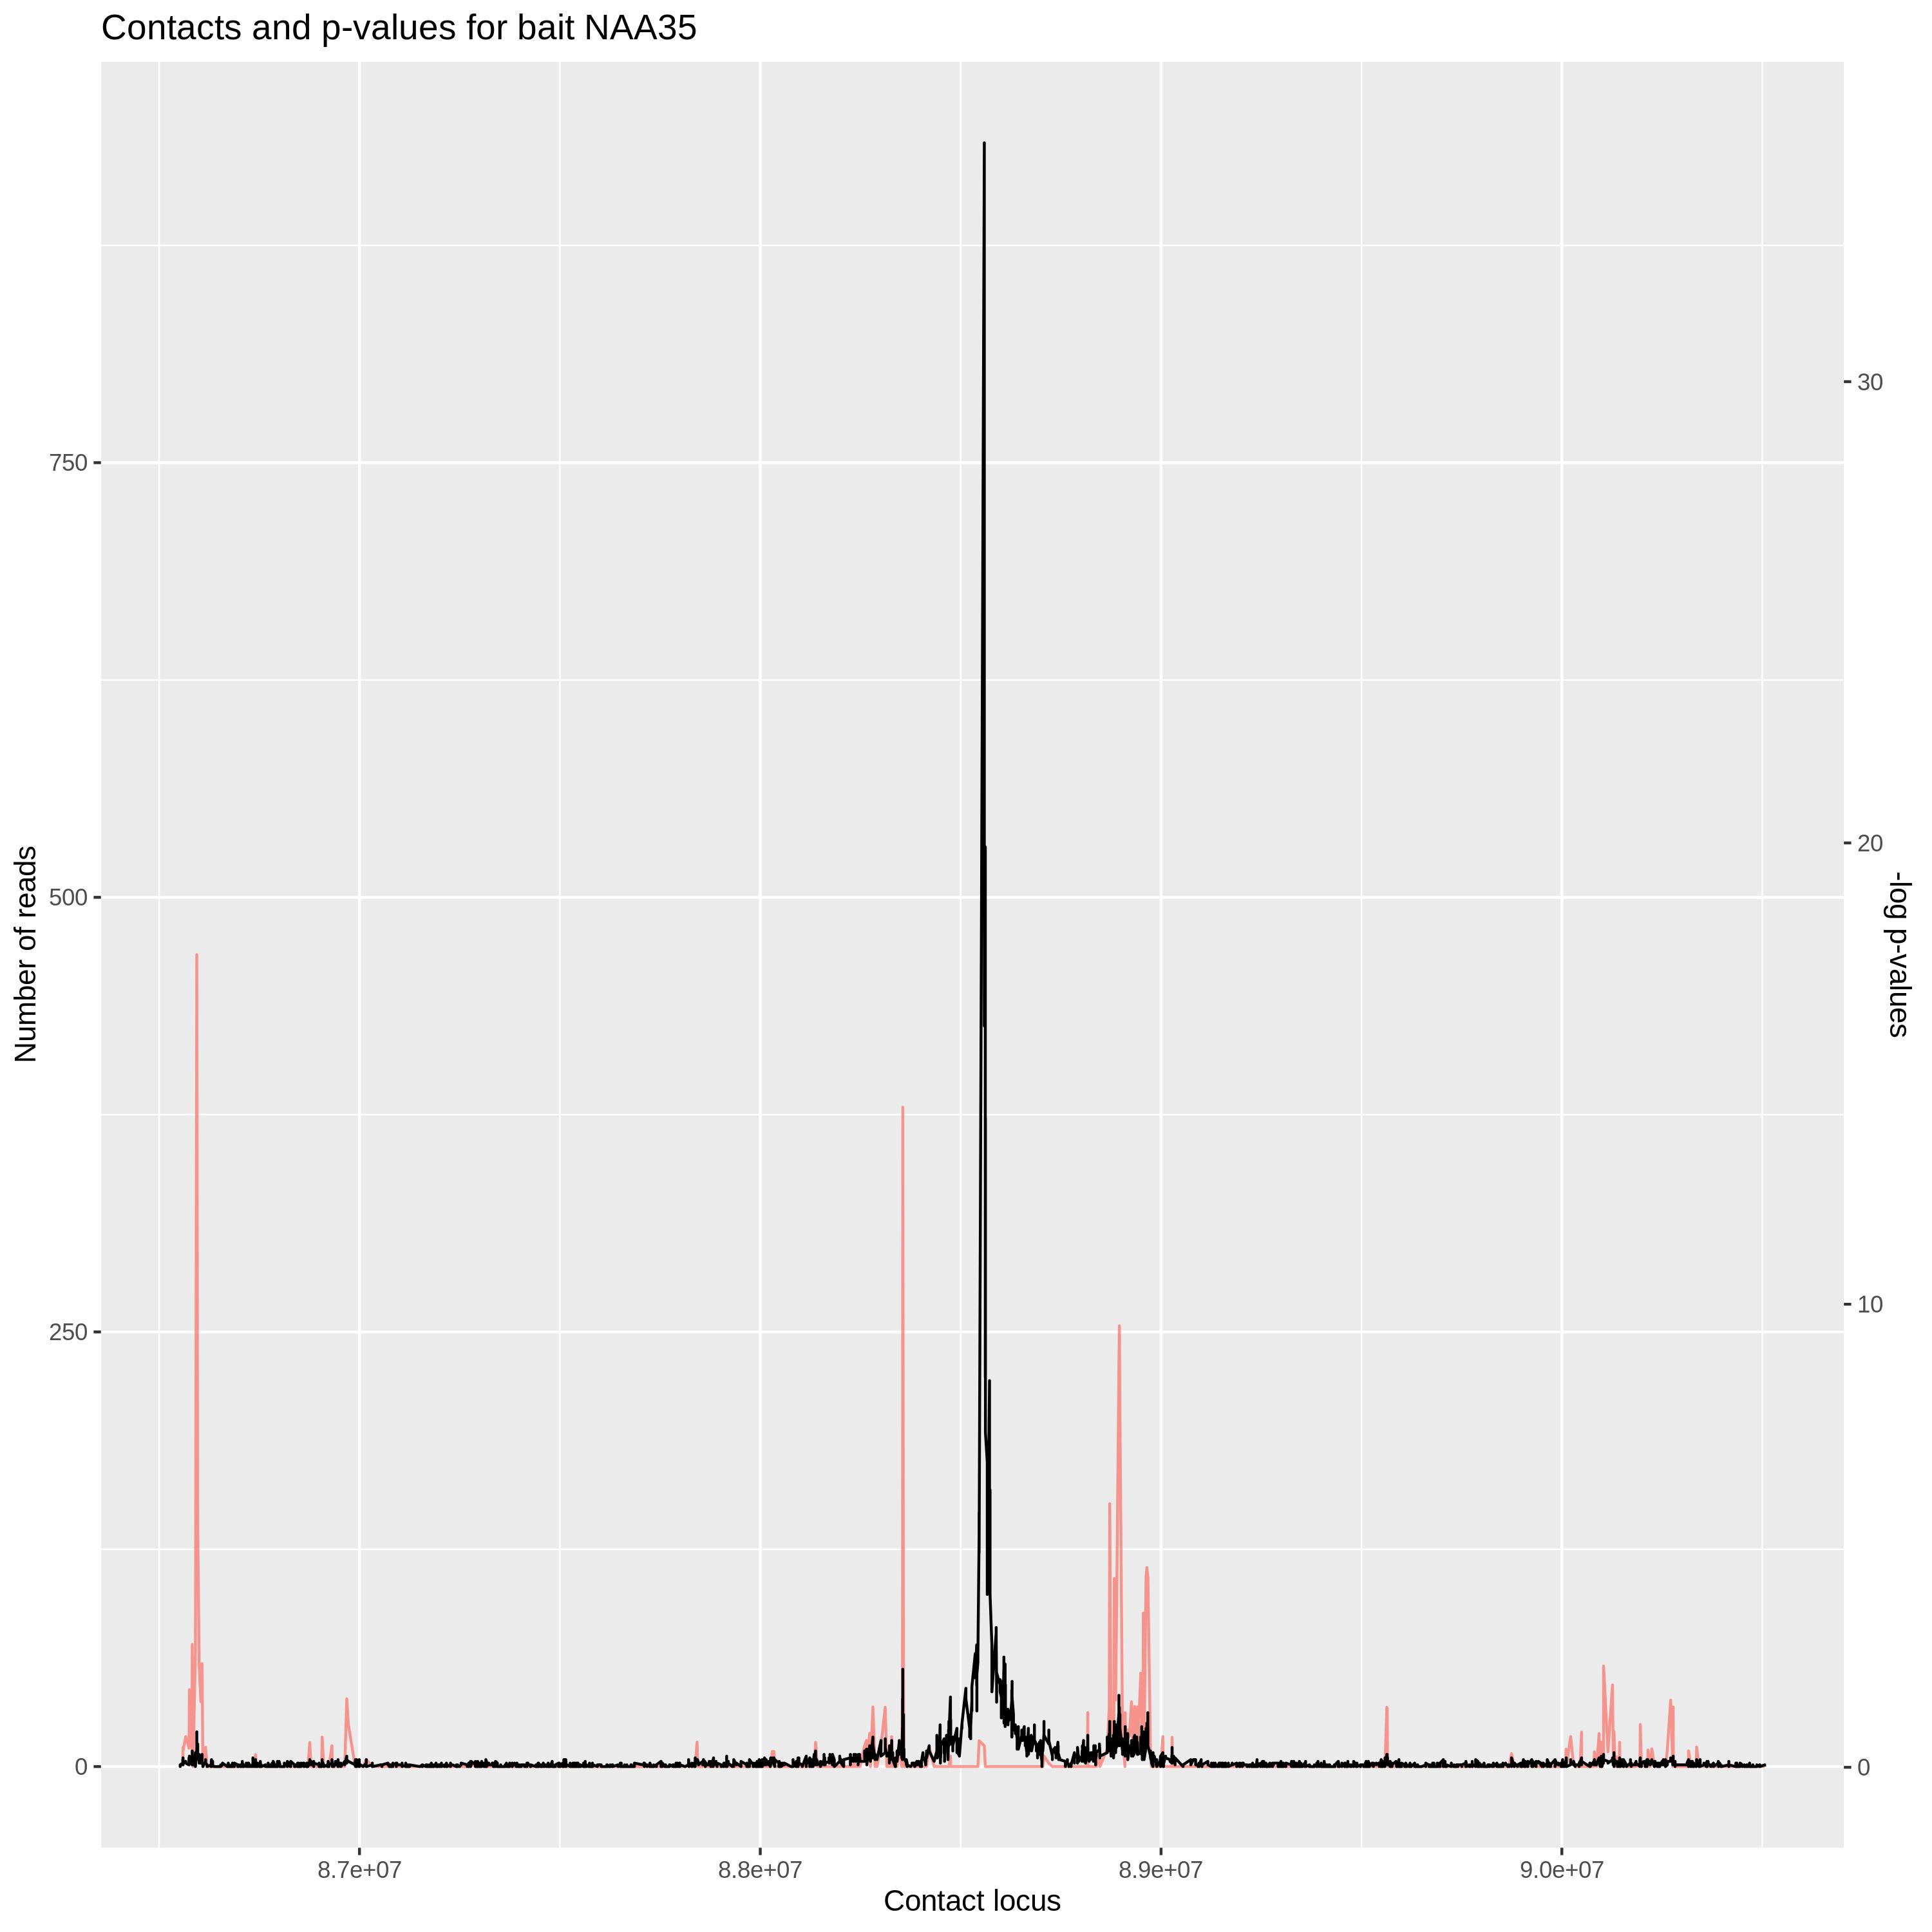 Contacts and p-values for bait NAA35
Number of reads
750
500
250
0
30
20
10
0
-log p-values
8.7e+07
8.8e+07
8.9e+07
9.0e+07
Contact locus